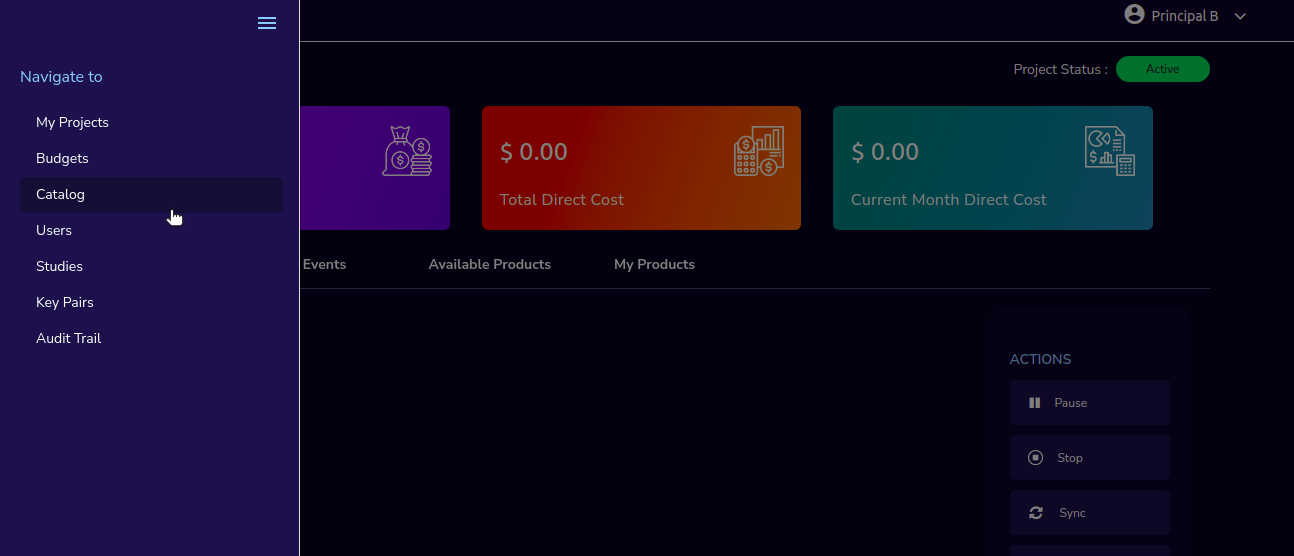 Principal B
Navigate to
My Projects
Budgets
Catalog
Users
Studies
Key Pairs
Audit Trail
Project Status :
Active
$ 0.00
Total Direct Cost
$ 0.00
Current Month Direct Cost
Events
Available Products
My Products
ACTIONS
Pause
Stop
Sync